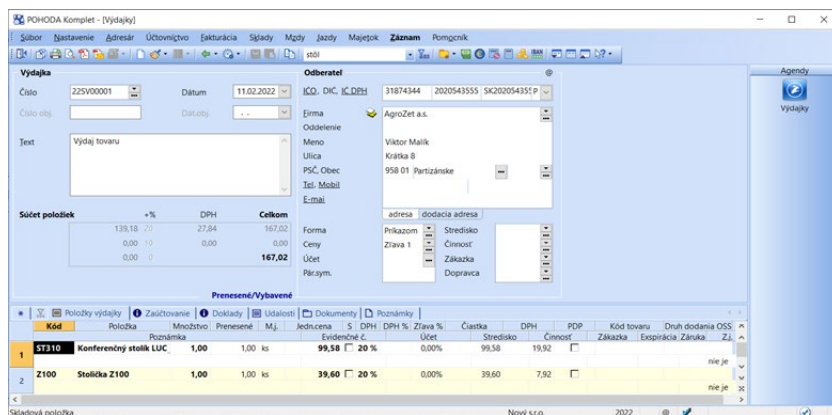 POHODA Komplet - [Výdajky]
Súbor Nastavenie Adresár Účtovníctvo Fakturácia Sklady Mzdy Jazdy Majetok Záznam Pomocník
stôl
Výdajka
Odberateľ @
Agendy
Číslo 22SV00001 Dátum 11.02.2022 IČO, DIČ, IČ DPH 31874344 2020543555 SK202054355 P
Výdajky
Číslo obj. Dát.obj. . . Firma AgroZet a.s.
Oddelenie
Text Výdaj tovaru Meno Viktor Malík
Ulica Krátka 8
PSČ, Obec 958 01 Partizánske
Tel, Mobil
E-mai
Súčet položiek +% DPH Celkom adresa dodacia adresa
139,18 20 27,84 167,02 Forma Príkazom Stredisko
0,00 10 0,00 0,00 Ceny Zľava 1 Činnosť
0,00 0 167,02 Účet Zákazka
Pár.sym. Dopravca
Prenesené/Vybavené
Položky výdajky Zaúčtovanie Doklady Udalosti Dokumenty Poznámky
Kód Položka Množstvo Prenesené M.j. Jedn.cena S DPH DPH % Zľava % Čiastka DPH PDP Kód tovaru Druh dodania OSS
Poznámka Evidenčné č. Účet Stredisko Činnosť Zákazka Exspirácia Záruka Z.j.
1 ST310 Konferenčný stolík LUC 1,00 1,00 ks 99,58 20 % 0,00% 99,58 19,92
nie je
2 Z100 Stolička Z100 1,00 1,00 ks 39,60 20 % 0,00% 39,60 7,92
nie je
Skladová položka Nový s.r.o. 2022 @